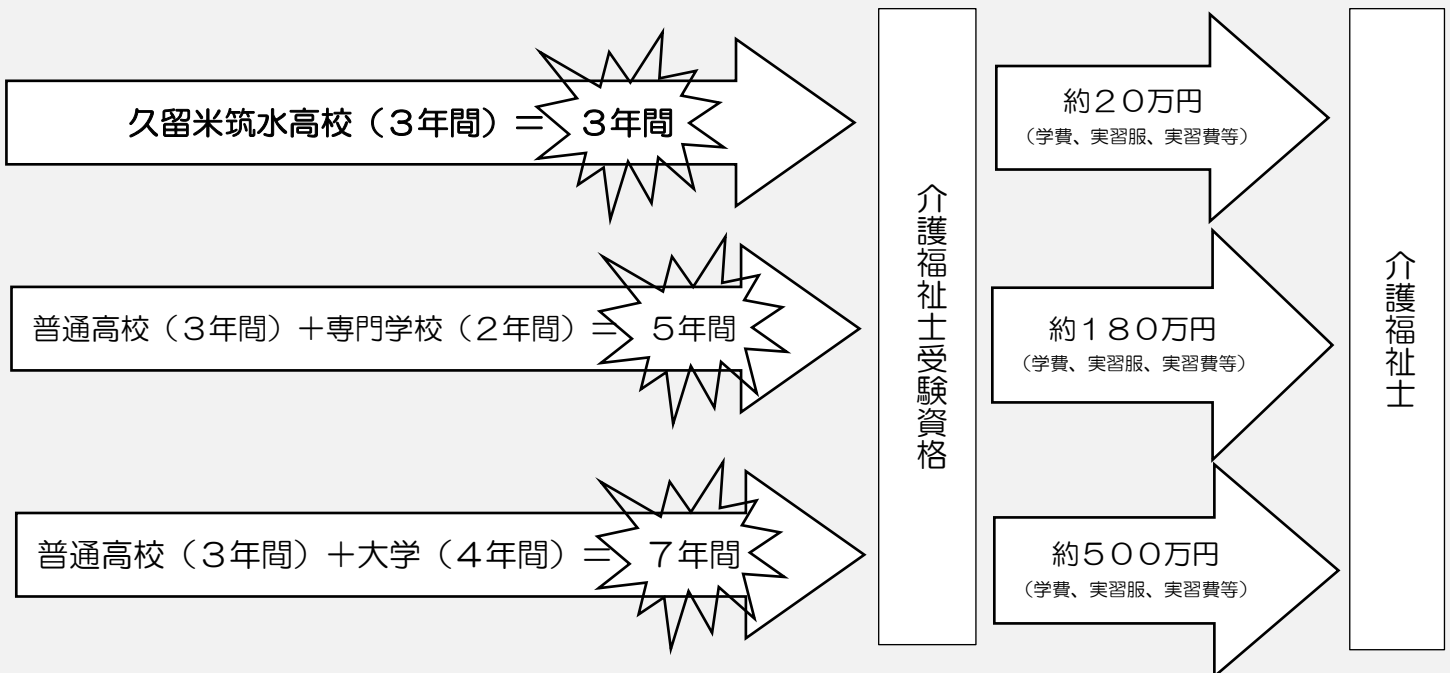 久留米筑水高校（３年間）＝ ３年間
普通高校（３年間）＋専門学校（２年間）＝ ５年間
普通高校（３年間）＋大学（４年間）＝ ７年間
介護福祉士受験資格
約２０万円
（学費、実習服、実習費等）
約１８０万円
（学費、実習服、実習費等）
約５００万円
（学費、実習服、実習費等）
介護福祉士